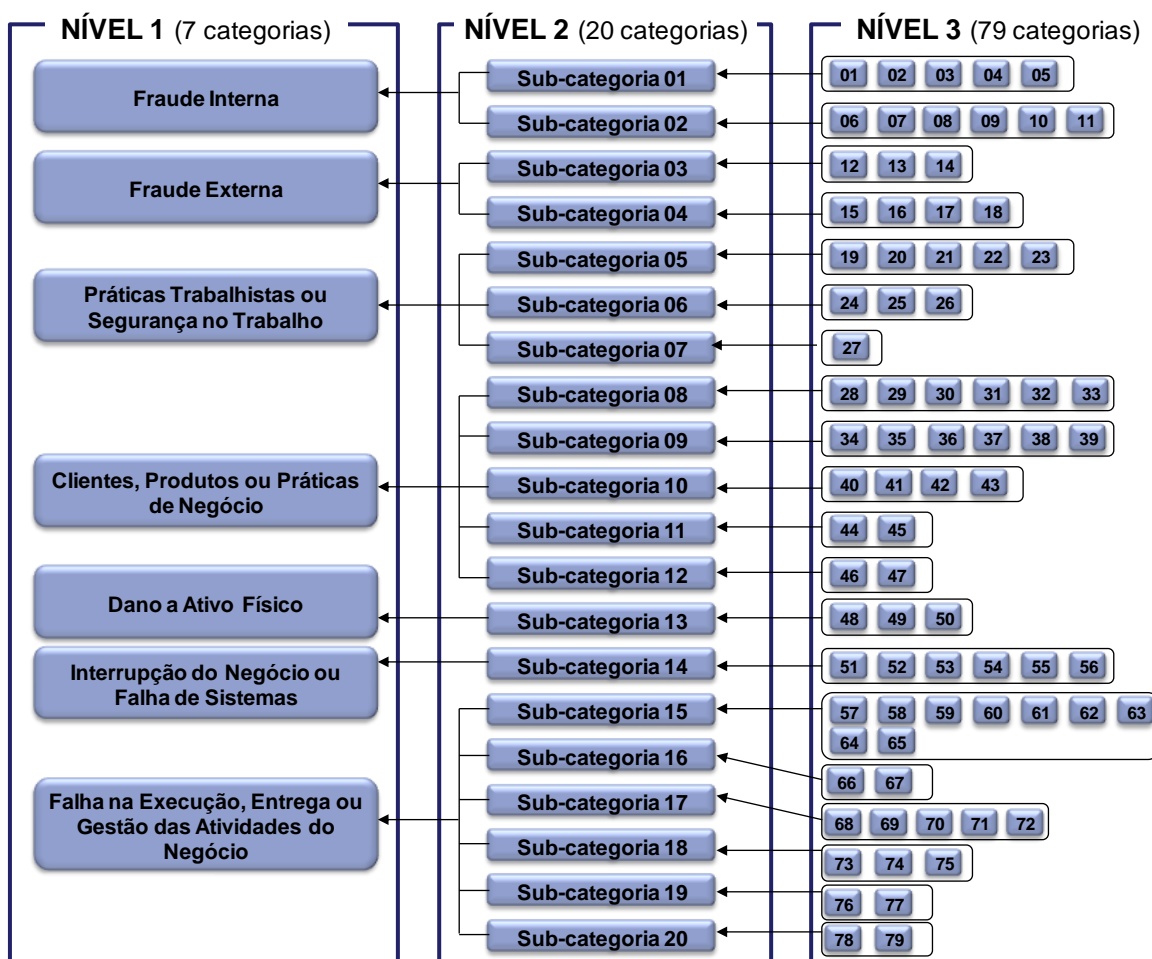 NÍVEL 1 (7 categorias)
Fraude Interna
Fraude Externa
Práticas Trabalhistas ou
Segurança no Trabalho
Clientes, Produtos ou Práticas
de Negócio
Dano a Ativo Físico
Interrupção do Negócio ou
Falha de Sistemas
Falha na Execução, Entrega ou
Gestão das Atividades do
Negócio
NÍVEL 2 (20 categorias)
Sub-categoria 01
Sub-categoria 02
Sub-categoria 03
Sub-categoria 04
Sub-categoria 05
Sub-categoria 06
Sub-categoria 07
Sub-categoria 08
Sub-categoria 09
Sub-categoria 10
Sub-categoria 11
Sub-categoria 12
Sub-categoria 13
Sub-categoria 14
Sub-categoria 15
Sub-categoria 16
Sub-categoria 17
Sub-categoria 18
Sub-categoria 19
Sub-categoria 20
NÍVEL 3 (79 categorias)
01 02 03 04 05
06 07 08 09 10 11
12 13 14
15 16 17 18
19 20 21 22 23
24 25 26
27
28 29 30 31 32 33
34 35 36 37 38 39
40 41 42 43
44 45
46 47
48 49 50
51 52 53 54 55 56
57 58 59 60 61 62 63
64 65
66 67
68 69 70 71 72
73 74 75
76 77
78 79